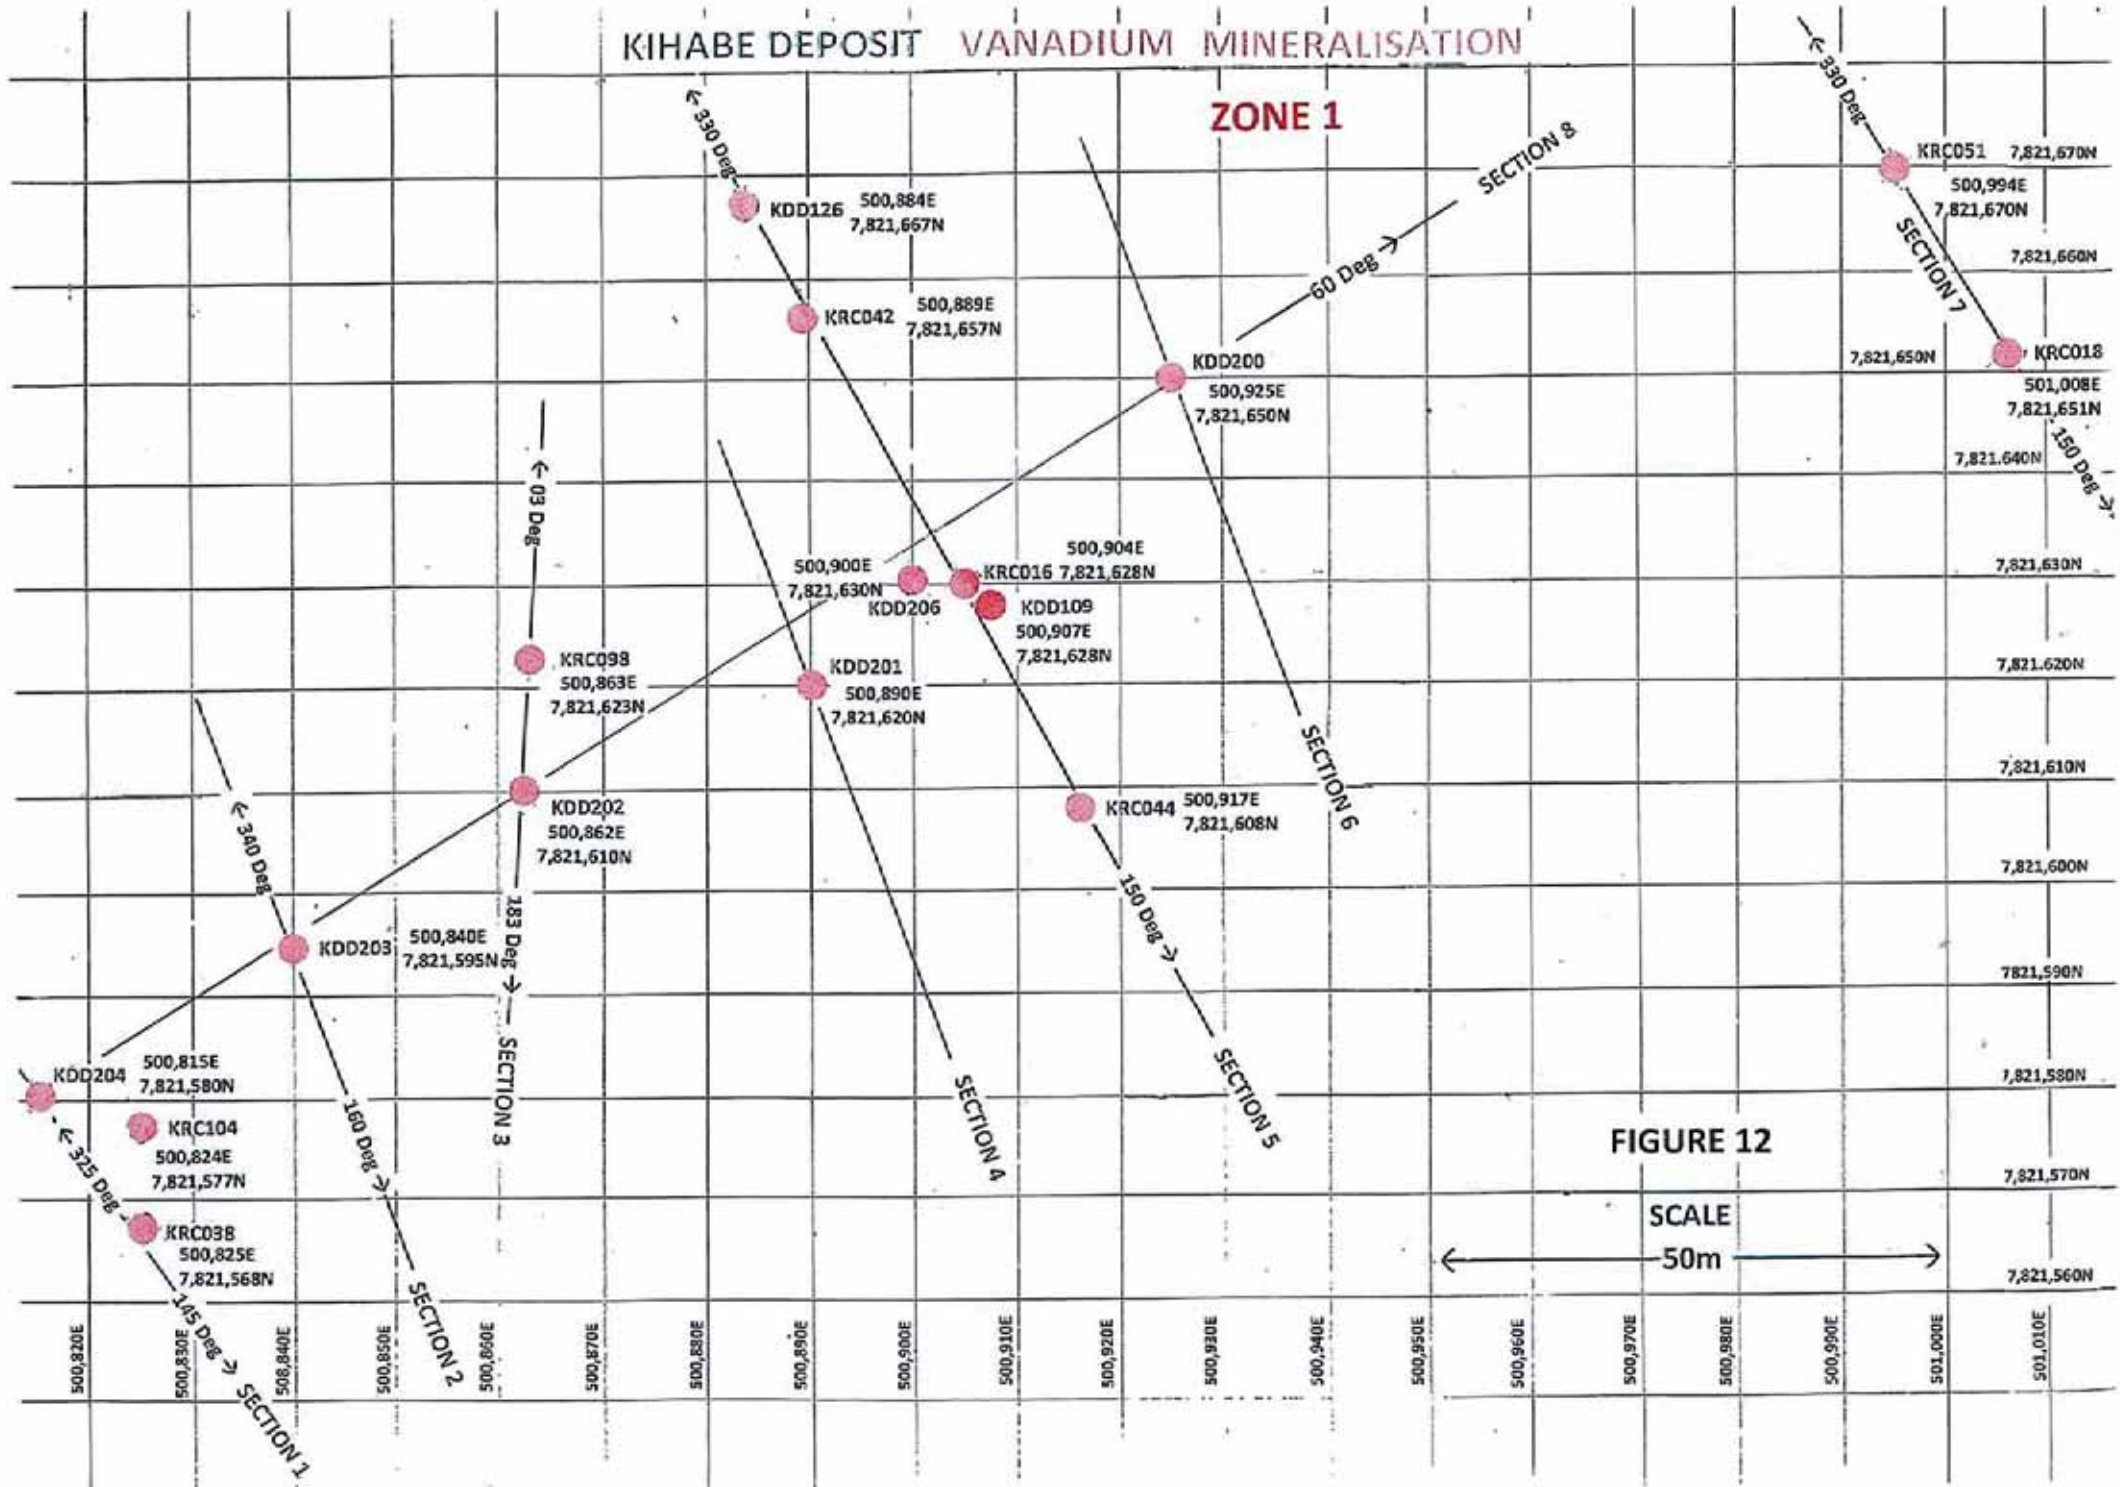 KIHABE DEPOSIT VANADIUM MINERALISATION
ZONE 1
← 330 Deg
KDD126 500,884E
7,821,667N
KRC042 500,889E
7,821,657N
SECTION 8
60 Deg →
KDD200
500,925E
7,821,650N
← 330 Deg
KRC051 7,821,670N
500,994E
7,821,670N
SECTION 7
7,821,660N
7,821,650N
KRC018
501,008E
7,821,651N
150 Deg →
7,821.640N
← 03 Deg
500,900E
7,821,630N
KDD206
500,904E
KRC016 7,821,628N
KDD109
500,907E
7,821,628N
7,821,630N
KRC098
500,863E
7,821,623N
KDD201
500,890E
7,821,620N
7,821.620N
SECTION 6
7,821,610N
KDD202
500,862E
7,821,610N
KRC044 500,917E
7,821,608N
← 340 Deg
183 Deg →
150 Deg →
7,821,600N
KDD203 500,840E
7,821,595N
7821,590N
SECTION 3
SECTION 4
SECTION 5
KDD204 500,815E
7,821,580N
7,821,580N
KRC104
500,824E
7,821,577N
160 Deg →
← 325 Deg
FIGURE 12
7,821,570N
KRC038
500,825E
7,821,568N
SCALE
50m
7,821,560N
145 Deg →
SECTION 1
SECTION 2
500,820E
500,830E
508,840E
500,850E
500,860E
500,870E
500,880E
500,890E
500,900E
500,910E
500,920E
500,930E
500,940E
500,950E
500,960E
500,970E
500,980E
500,990E
501,000E
501,010E